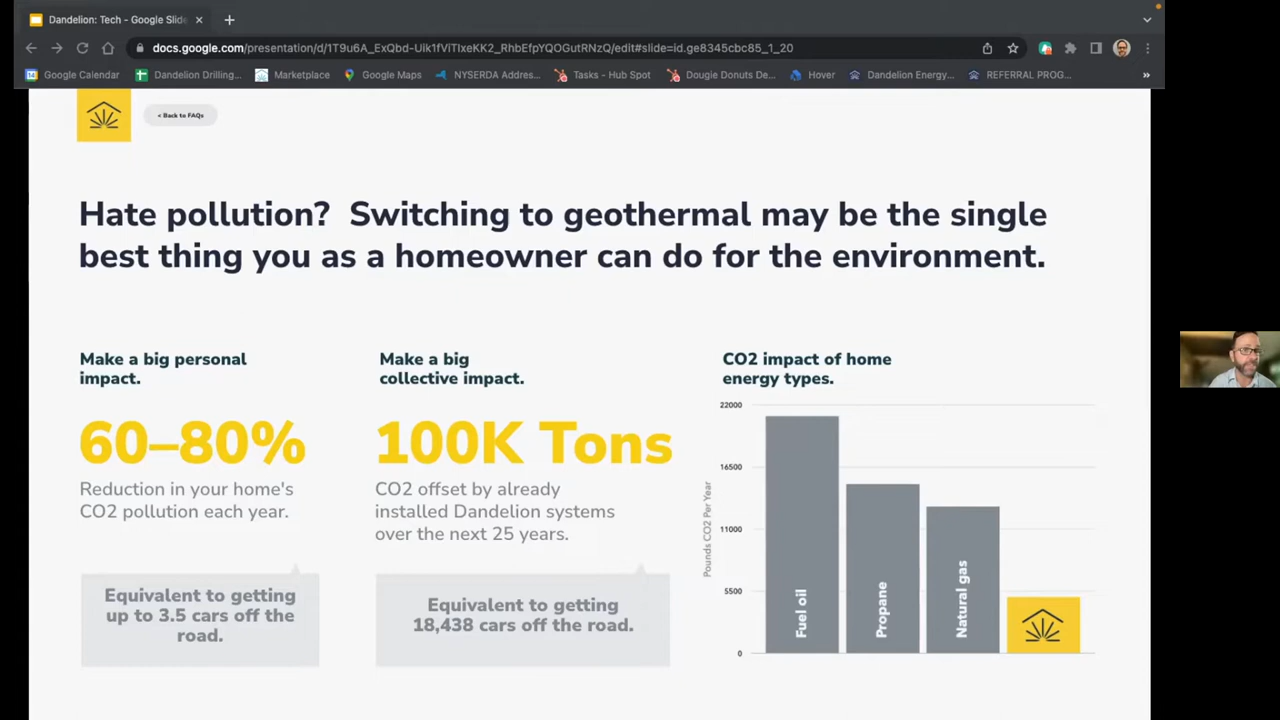 Dandelion: Tech - Google Slide
docs.google.com/presentation/d/1T9u6A_ExQbd-Uik1fViTIxeKK2_RhbEfpYQOGutRNzQ/edit#slide=id.ge8345cbc85_1_20
Google Calendar
Dandelion Drilling...
Marketplace
Google Maps
NYSERDA Addres...
Tasks - Hub Spot
Dougie Donuts De...
Hover
Dandelion Energy...
REFERRAL PROG...
»
< Back to FAQs
Hate pollution? Switching to geothermal may be the single
best thing you as a homeowner can do for the environment.
Make a big personal
impact.
60–80%
Reduction in your home's
CO2 pollution each year.
Equivalent to getting
up to 3.5 cars off the
road.
Make a big
collective impact.
100K Tons
CO2 offset by already
installed Dandelion systems
over the next 25 years.
Equivalent to getting
18,438 cars off the road.
CO2 impact of home
energy types.
22000
16500
11000
5500
0
Pounds CO2 Per Year
Fuel oil
Propane
Natural gas